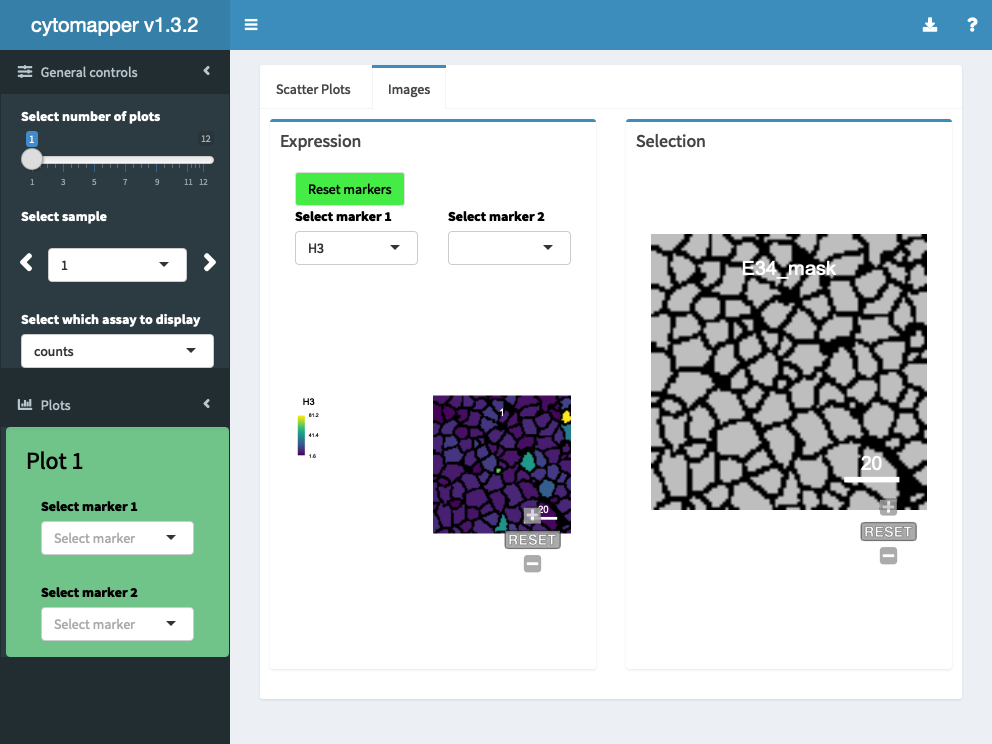 cytomapper v1.3.2
?
General controls
Select number of plots
1
12
1 3 5 7 9 11 12
Select sample
1
Select which assay to display
counts
Plots
Plot 1
Select marker 1
Select marker
Select marker 2
Select marker
Scatter Plots
Images
Expression
Reset markers
Select marker 1
Select marker 2
H3
H3
81.2
41.4
1.6
1
20
RESET
Selection
E34_mask
20
RESET